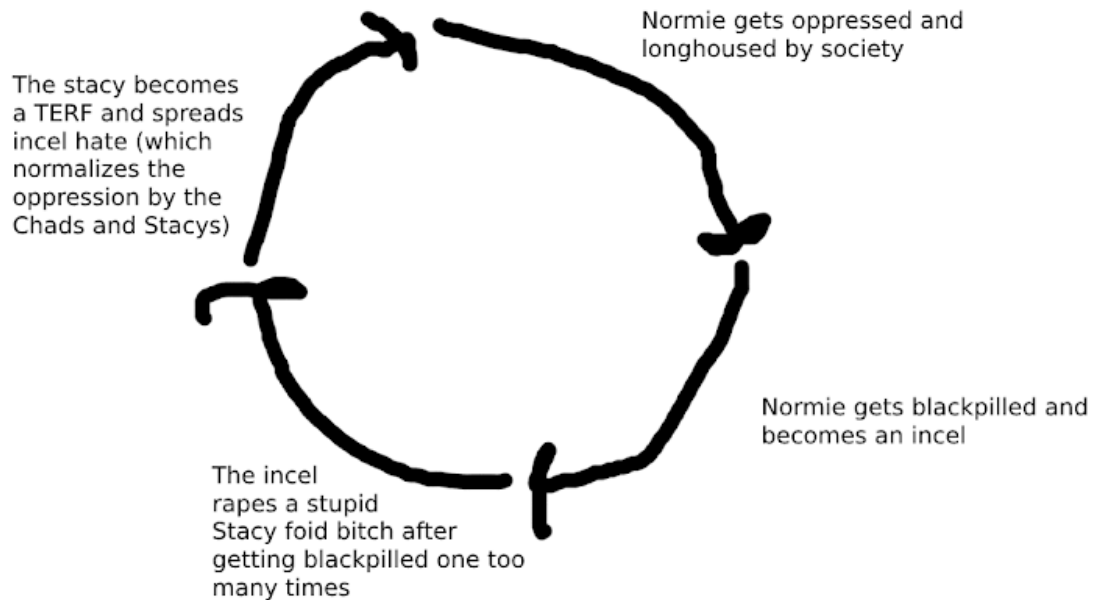 Normie gets oppressed and
longhoused by society
The stacy becomes
a TERF and spreads
incel hate (which
normalizes the
oppression by the
Chads and Stacys)
Normie gets blackpilled and
becomes an incel
The incel
rapes a stupid
Stacy foid bitch after
getting blackpilled one too
many times